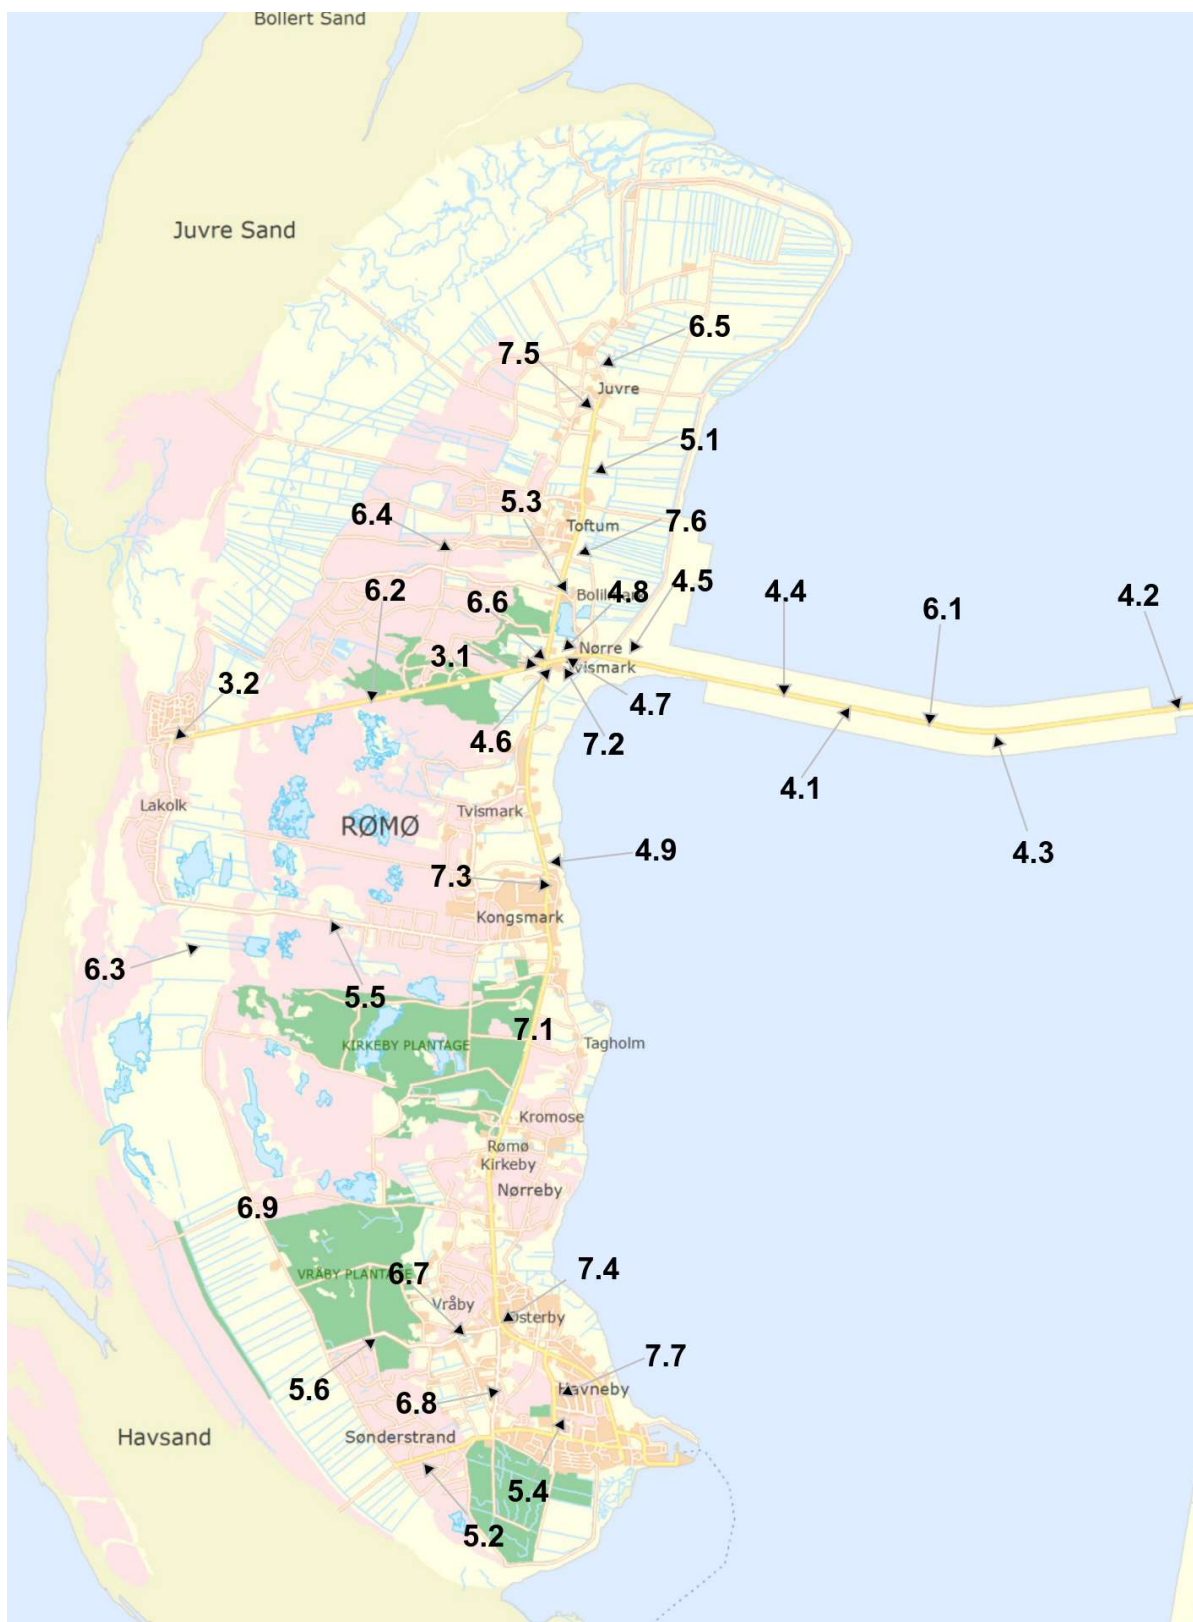 Bollert Sand
Juvre Sand
6.5
7.5
Juvre
5.1
5.3
6.4
Toftum
7.6
6.2
6.6
4.8
4.5
Bolilmark
4.4
6.1
4.2
3.1
Nørre
Tvismark
3.2
4.7
4.6
7.2
4.1
Lakolk
RØMØ
Tvismark
4.9
4.3
7.3
Kongsmark
6.3
5.5
7.1
KIRKEBY PLANTAGE
Tagholm
Kromose
Rømø
Kirkeby
Nørreby
6.9
VRÅBY PLANTAGE
6.7
7.4
Vråby
Østerby
7.7
5.6
6.8
Havneby
Havsand
Sønderstrand
5.4
5.2